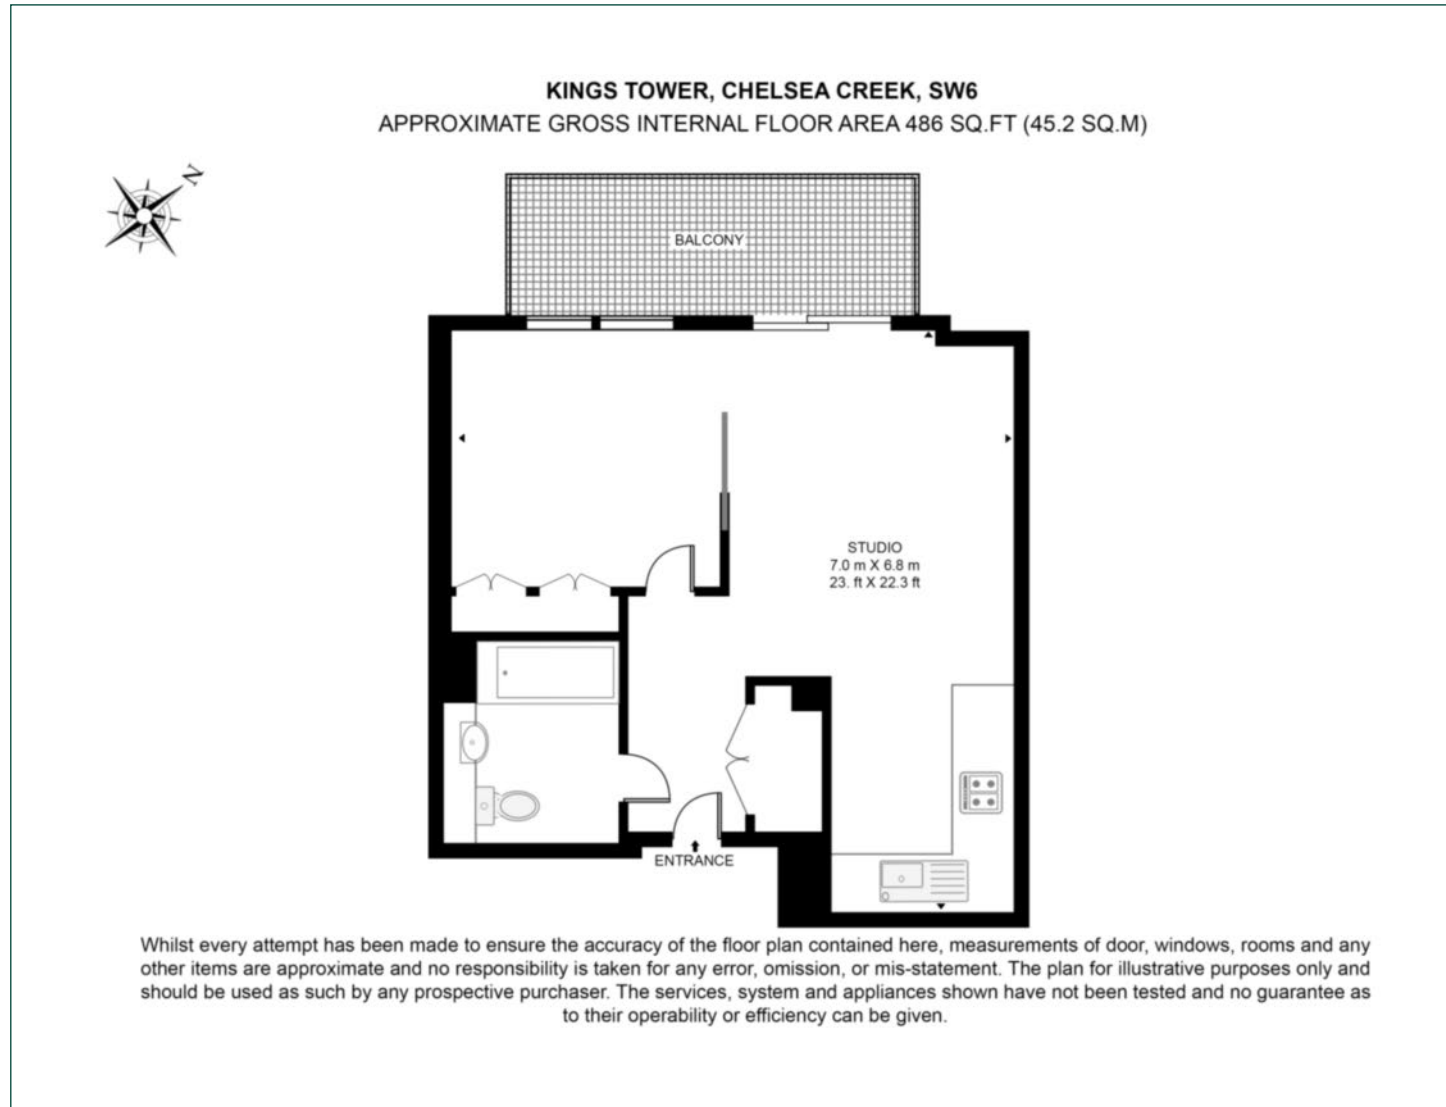 KINGS TOWER, CHELSEA CREEK, SW6
APPROXIMATE GROSS INTERNAL FLOOR AREA 486 SQ.FT (45.2 SQ.M)
N
BALCONY
STUDIO
7.0 m X 6.8 m
23. ft X 22.3 ft
ENTRANCE
Whilst every attempt has been made to ensure the accuracy of the floor plan contained here, measurements of door, windows, rooms and any
other items are approximate and no responsibility is taken for any error, omission, or mis-statement. The plan for illustrative purposes only and
should be used as such by any prospective purchaser. The services, system and appliances shown have not been tested and no guarantee as
to their operability or efficiency can be given.